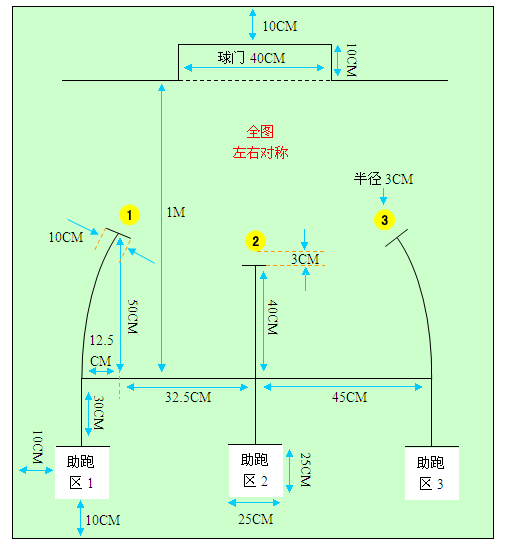 10CM
球门 40CM
10CM
全图
左右对称
1M
半径 3CM
1
2
3
10CM
3CM
50CM
40CM
12.5
CM
32.5CM
45CM
30CM
10CM
助跑
区 1
助跑
区 2
助跑
区 3
25CM
10CM
25CM